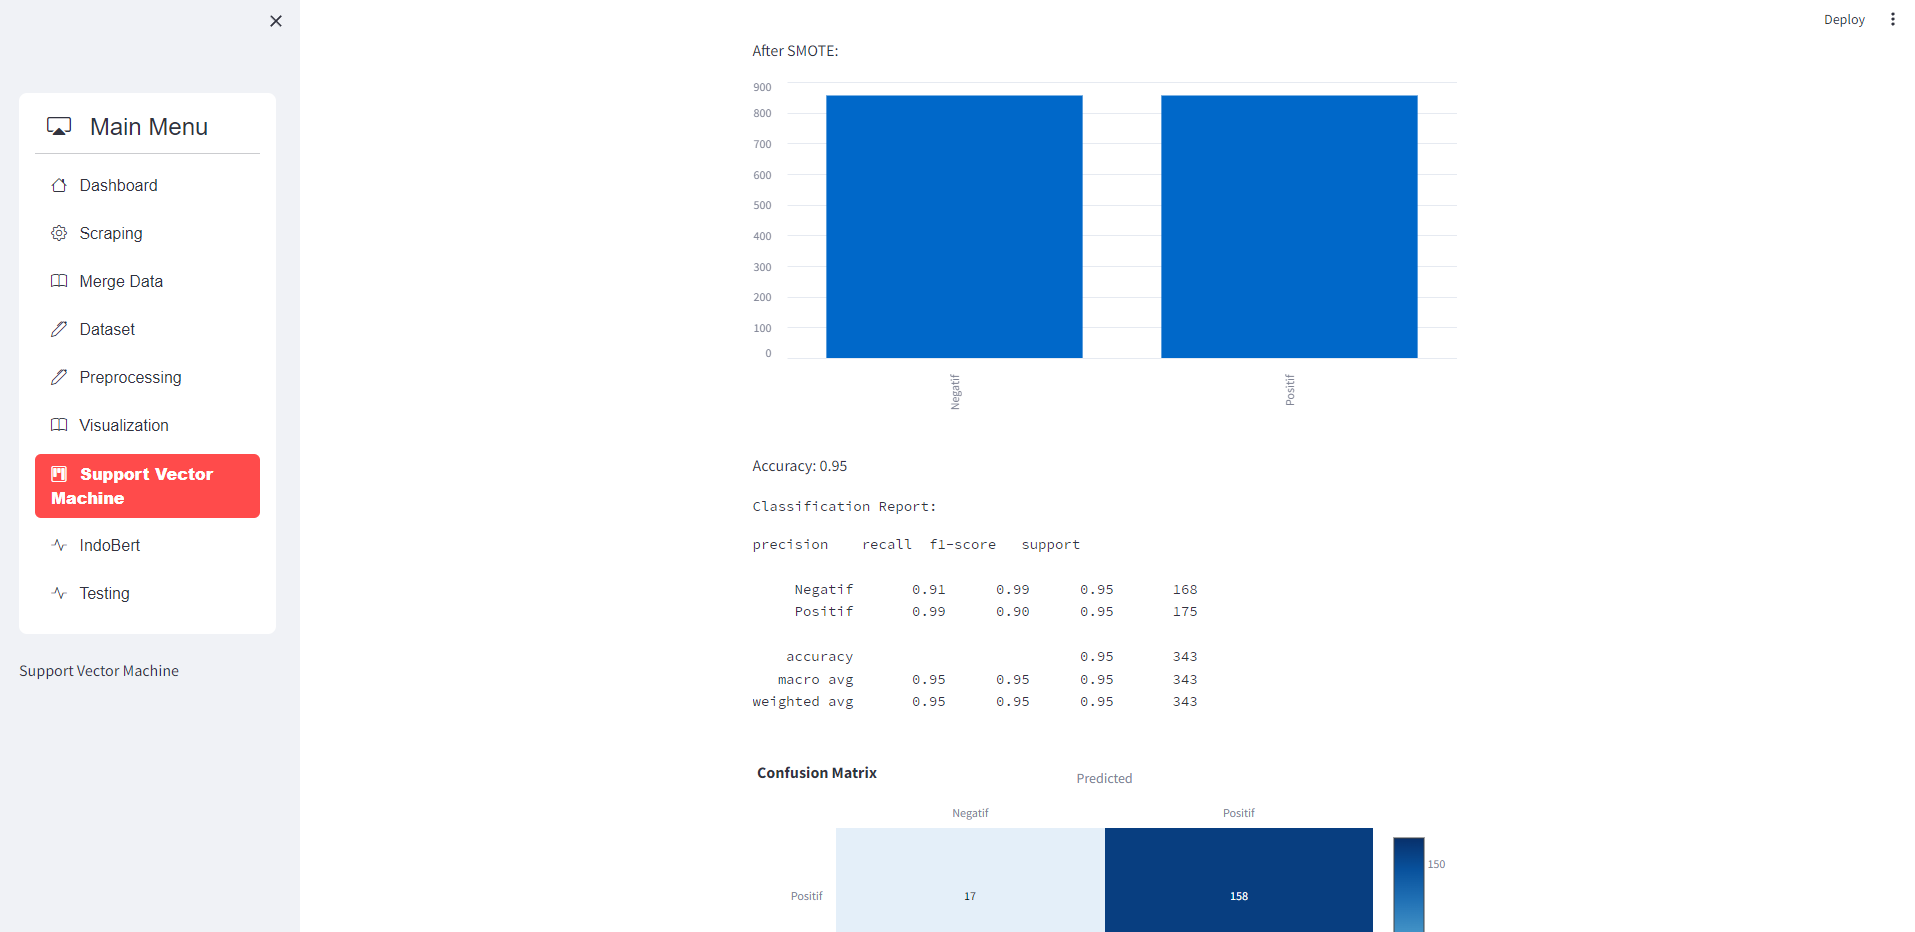 Deploy
Main Menu
Dashboard
Scraping
Merge Data
Dataset
Preprocessing
Visualization
Support Vector
Machine
IndoBert
Testing
Support Vector Machine
After SMOTE:
900
800
700
600
500
400
300
200
100
0
Negatif
Positif
Accuracy: 0.95
Classification Report:
precision recall f1-score support
Negatif 0.91 0.99 0.95 168
Positif 0.99 0.90 0.95 175
accuracy 0.95 343
macro avg 0.95 0.95 0.95 343
weighted avg 0.95 0.95 0.95 343
Confusion Matrix
Predicted
Negatif Positif
150
Positif 17 158